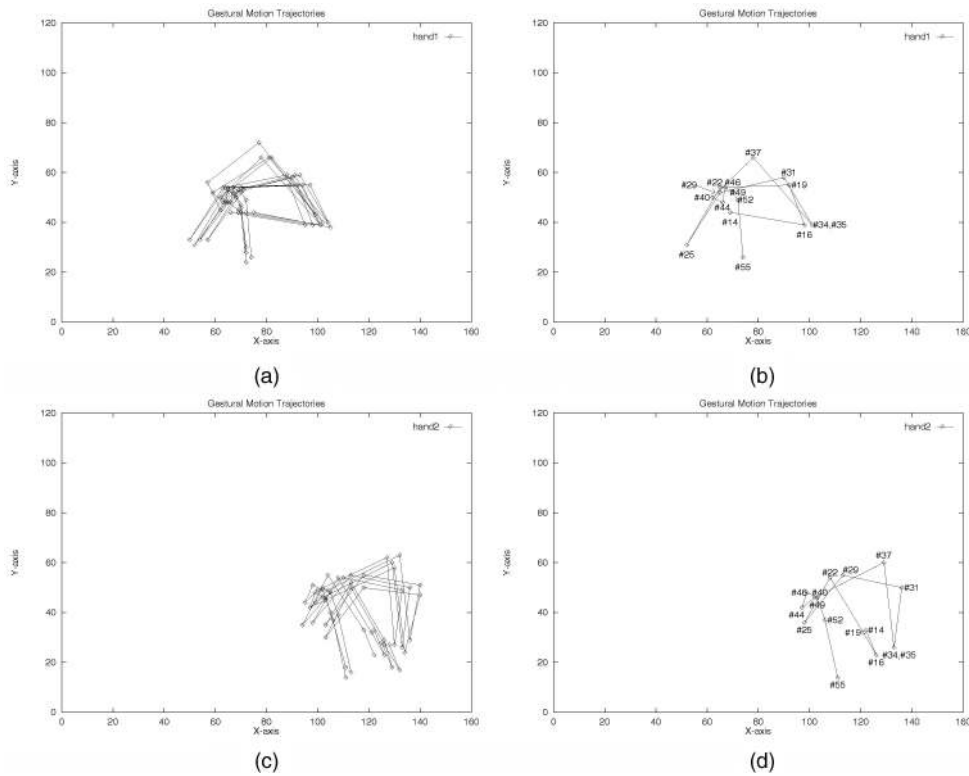 Gestural Motion Trajectories
120
hand1
100
80
Y-axis
60
40
20
0
0 20 40 60 80 100 120 140 160
X-axis
(a)
Gestural Motion Trajectories
120
hand1
100
80
Y-axis
#37
60
#31
#29 #22 #46 #19
#49
#40 #52
#44
40
#14 #34,#35
#16
#25
#55
20
0
0 20 40 60 80 100 120 140 160
X-axis
(b)
Gestural Motion Trajectories
120
hand2
100
80
Y-axis
60
40
20
0
0 20 40 60 80 100 120 140 160
X-axis
(c)
Gestural Motion Trajectories
120
hand2
100
80
Y-axis
60
#37
#22 #29
#31
#46 #40
#44 #49
40
#52
#25
#19 #14
#34,#35
#16
20
#55
0
0 20 40 60 80 100 120 140 160
X-axis
(d)